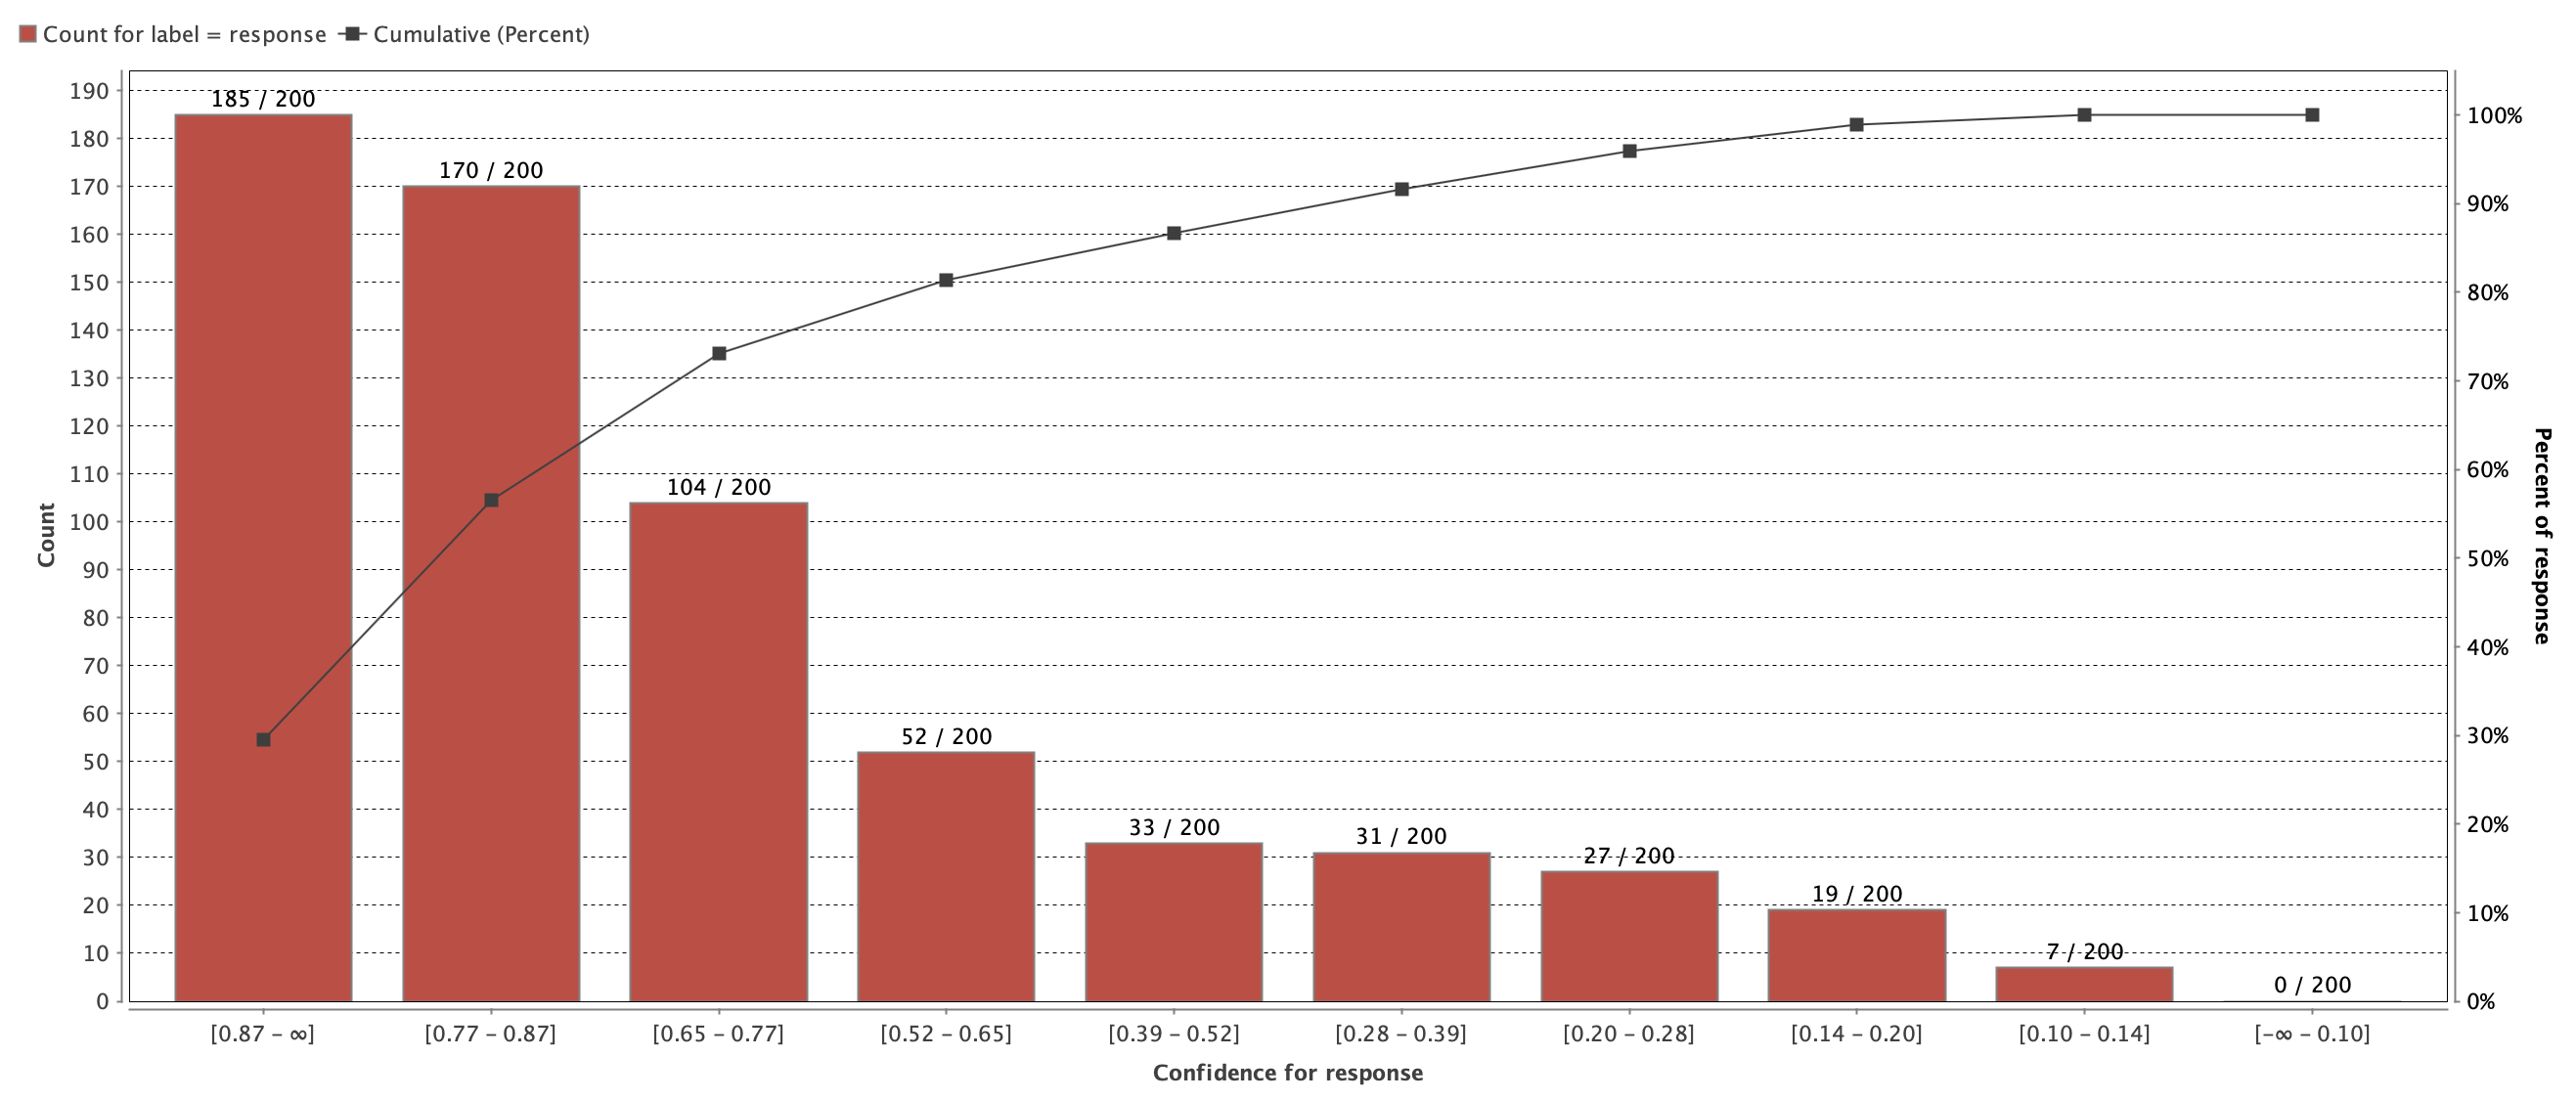 Count for label = response Cumulative (Percent)
190
180
170
160
150
140
130
120
110
100
90
80
70
60
50
40
30
20
10
0
Count
185 / 200
170 / 200
104 / 200
52 / 200
33 / 200
31 / 200
27 / 200
19 / 200
7 / 200
0 / 200
100%
90%
80%
70%
60%
50%
40%
30%
20%
10%
0%
Percent of response
[0.87 – ∞] [0.77 – 0.87] [0.65 – 0.77] [0.52 – 0.65] [0.39 – 0.52] [0.28 – 0.39] [0.20 – 0.28] [0.14 – 0.20] [0.10 – 0.14] [–∞ – 0.10]
Confidence for response